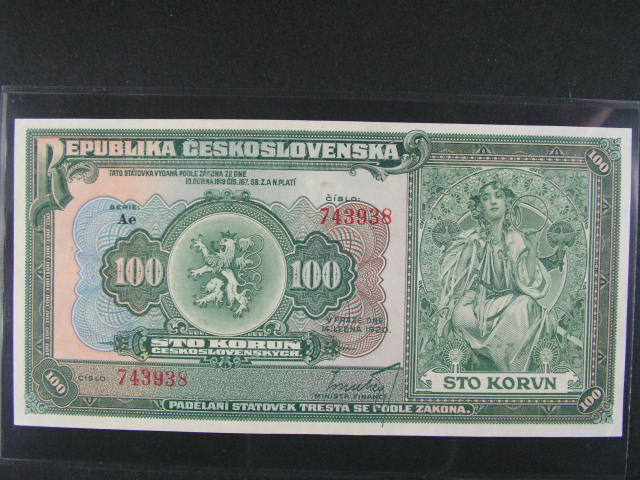 REPUBLIKA ČESKOSLOVENSKÁ
100
TATO STÁTOVKA VYDANÁ PODLE ZÁKONA ZE DNE
10. DUBNA 1919 ČÍS. 187. SB. Z. A N. PLATÍ
SERIE:
Ae
ČÍSLO:
743938
100
100
V PRAZE DNE
14. LEDNA 1920.
STO KORUN
ČESKOSLOVENSKÝCH.
ČÍSLO:
743938
MINISTR FINANCÍ
STO KORVN
100
PADĚLÁNÍ STÁTOVEK TRESTÁ SE PODLE ZÁKONA.
100